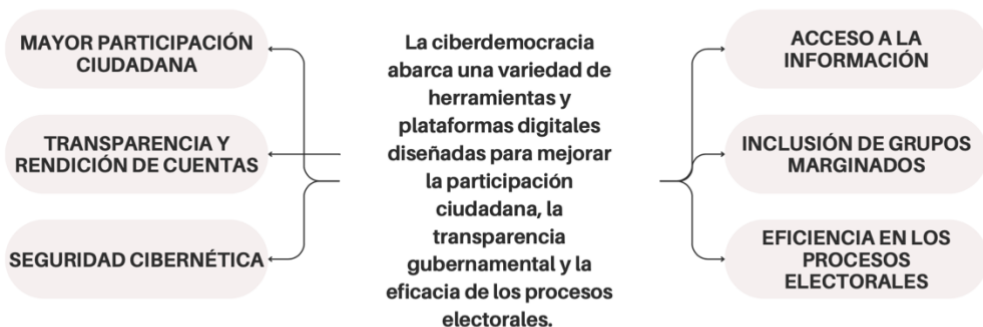 MAYOR PARTICIPACIÓN
CIUDADANA
TRANSPARENCIA Y
RENDICIÓN DE CUENTAS
SEGURIDAD CIBERNÉTICA
La ciberdemocracia
abarca una variedad de
herramientas y
plataformas digitales
diseñadas para mejorar
la participación
ciudadana, la
transparencia
gubernamental y la
eficacia de los procesos
electorales.
ACCESO A LA
INFORMACIÓN
INCLUSIÓN DE GRUPOS
MARGINADOS
EFICIENCIA EN LOS
PROCESOS
ELECTORALES